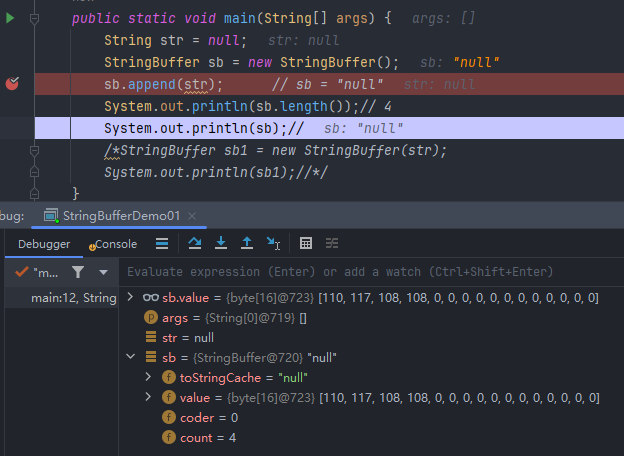 public static void main(String[] args) {   args: []
String str = null;   str: null
StringBuffer sb = new StringBuffer();   sb: "null"
sb.append(str);      // sb = "null"   str: null
System.out.println(sb.length());// 4
System.out.println(sb);//   sb: "null"
/*StringBuffer sb1 = new StringBuffer(str);
System.out.println(sb1);//*/
}
bug: StringBufferDemo01 ×
Debugger Console
"m... Evaluate expression (Enter) or add a watch (Ctrl+Shift+Enter)
main:12, String sb.value = {byte[16]@723} [110, 117, 108, 108, 0, 0, 0, 0, 0, 0, 0, 0, 0, 0, 0, 0]
p args = {String[0]@719} []
str = null
sb = {StringBuffer@720} "null"
f toStringCache = "null"
f value = {byte[16]@723} [110, 117, 108, 108, 0, 0, 0, 0, 0, 0, 0, 0, 0, 0, 0, 0]
f coder = 0
f count = 4